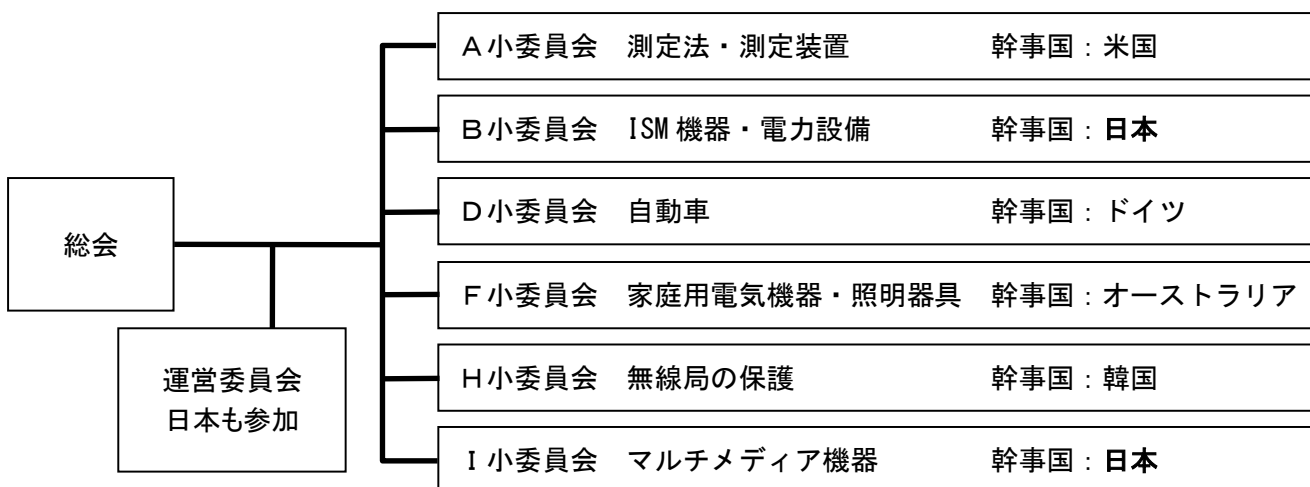 総会
運営委員会
日本も参加
A小委員会 測定法・測定装置 幹事国:米国
B小委員会 ISM機器・電力設備 幹事国:日本
D小委員会 自動車 幹事国:ドイツ
F小委員会 家庭用電気機器・照明器具 幹事国:オーストラリア
H小委員会 無線局の保護 幹事国:韓国
I小委員会 マルチメディア機器 幹事国:日本